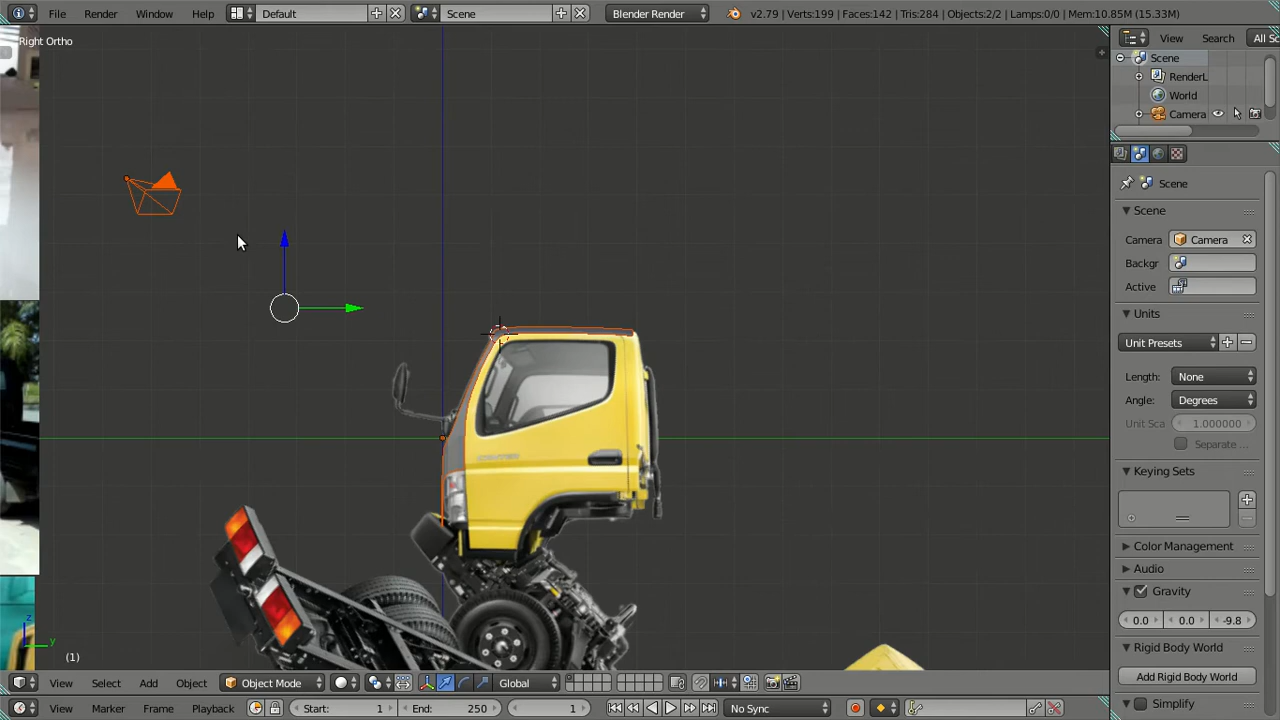 File Render Window Help Default Scene Blender Render v2.79 | Verts:199 | Faces:142 | Tris:284 | Objects:2/2 | Lamps:0/0 | Mem:10.85M (15.33M)
Right Ortho
View Search All Sc
Scene
RenderL
World
Camera
Scene
Scene
Camera Camera
Backgr
Active
Units
Unit Presets
Length: None
Angle: Degrees
Unit Sca 1.000000
Separate ...
Keying Sets
Color Management
Audio
Gravity
0.0 0.0 -9.8
Rigid Body World
Add Rigid Body World
Simplify
z
y
(1)
View Select Add Object Object Mode Global
View Marker Frame Playback Start: 1 End: 250 1 No Sync